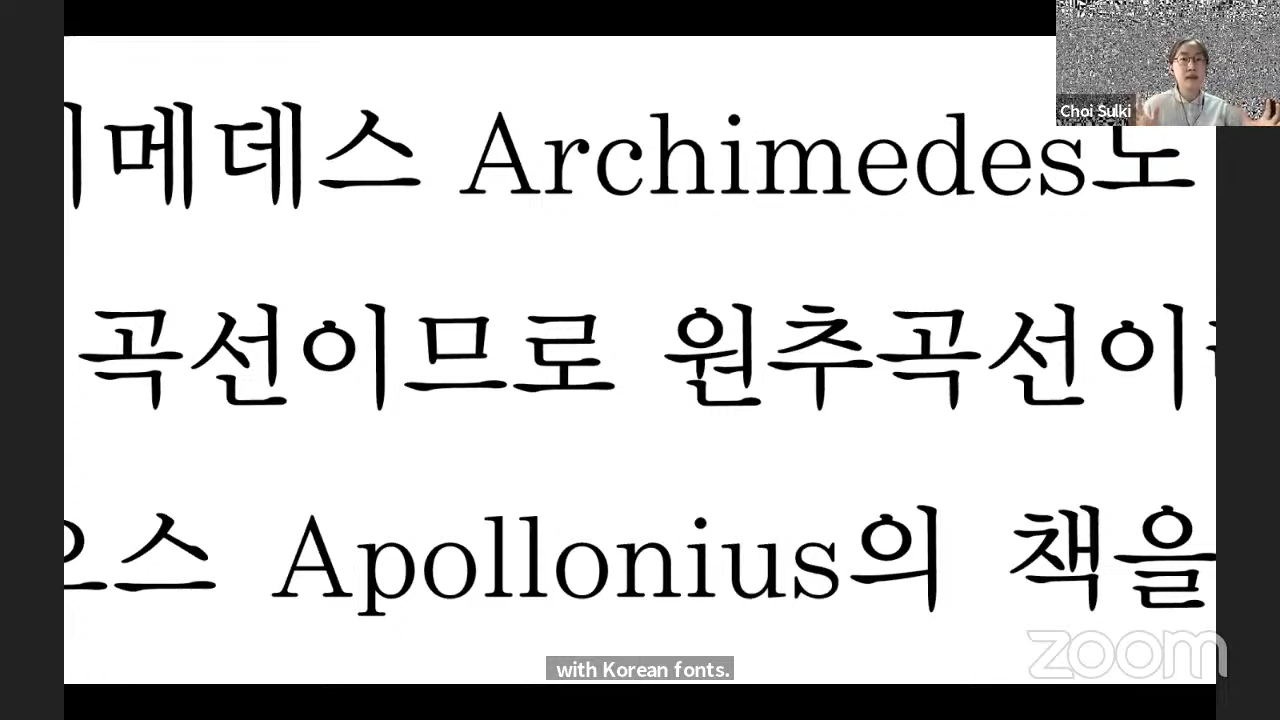 메데스 Archimedes도
Choi Sulki
곡선이므로 원추곡선이
으스 Apollonius의 책을
with Korean fonts.
zoom